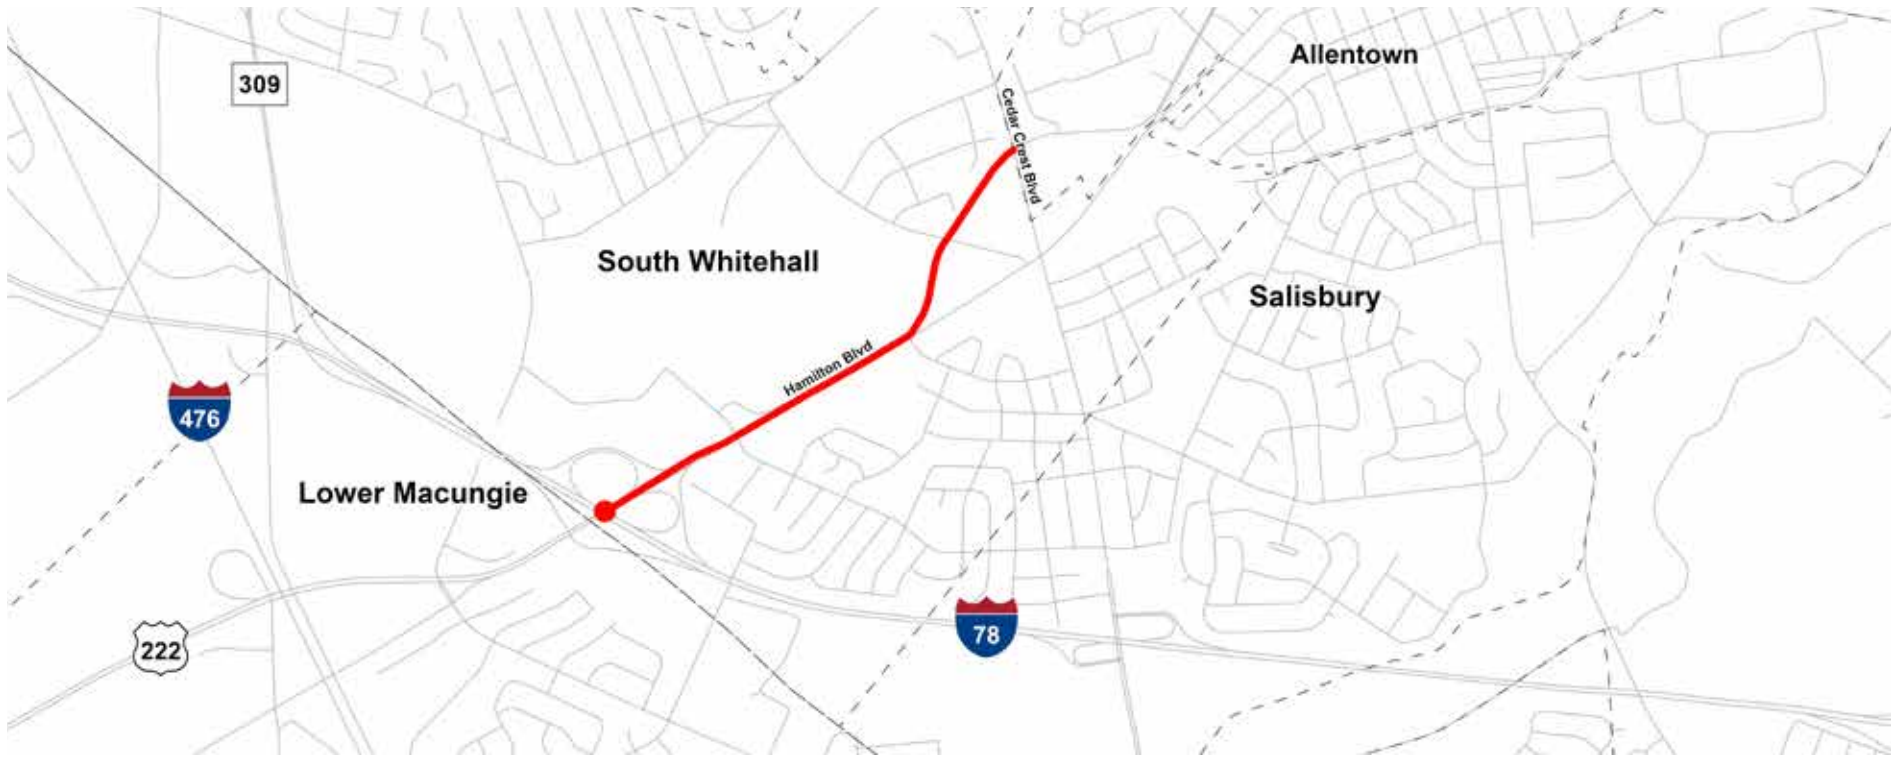 Allentown
309
Cedar Crest Blvd
South Whitehall
Salisbury
Hamilton Blvd
476
Lower Macungie
78
222